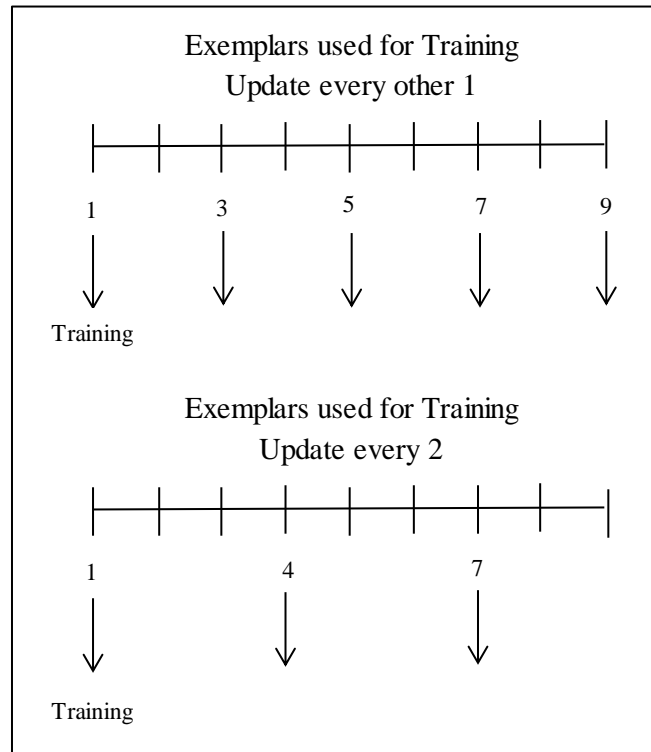 Exemplars used for Training
Update every other 1
1 3 5 7 9
Training
Exemplars used for Training
Update every 2
1 4 7
Training